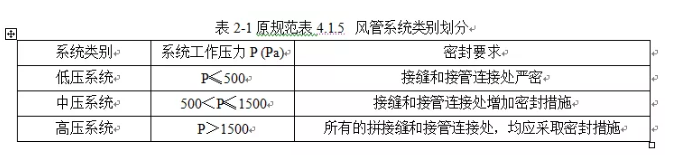 表 2-1 原规范表 4.1.5 风管系统类别划分
系统类别 系统工作压力 P (Pa) 密封要求
低压系统 P≤500 接缝和接管连接处严密
中压系统 500＜P≤1500 接缝和接管连接处增加密封措施
高压系统 P＞1500 所有的拼接缝和接管连接处，均应采取密封措施